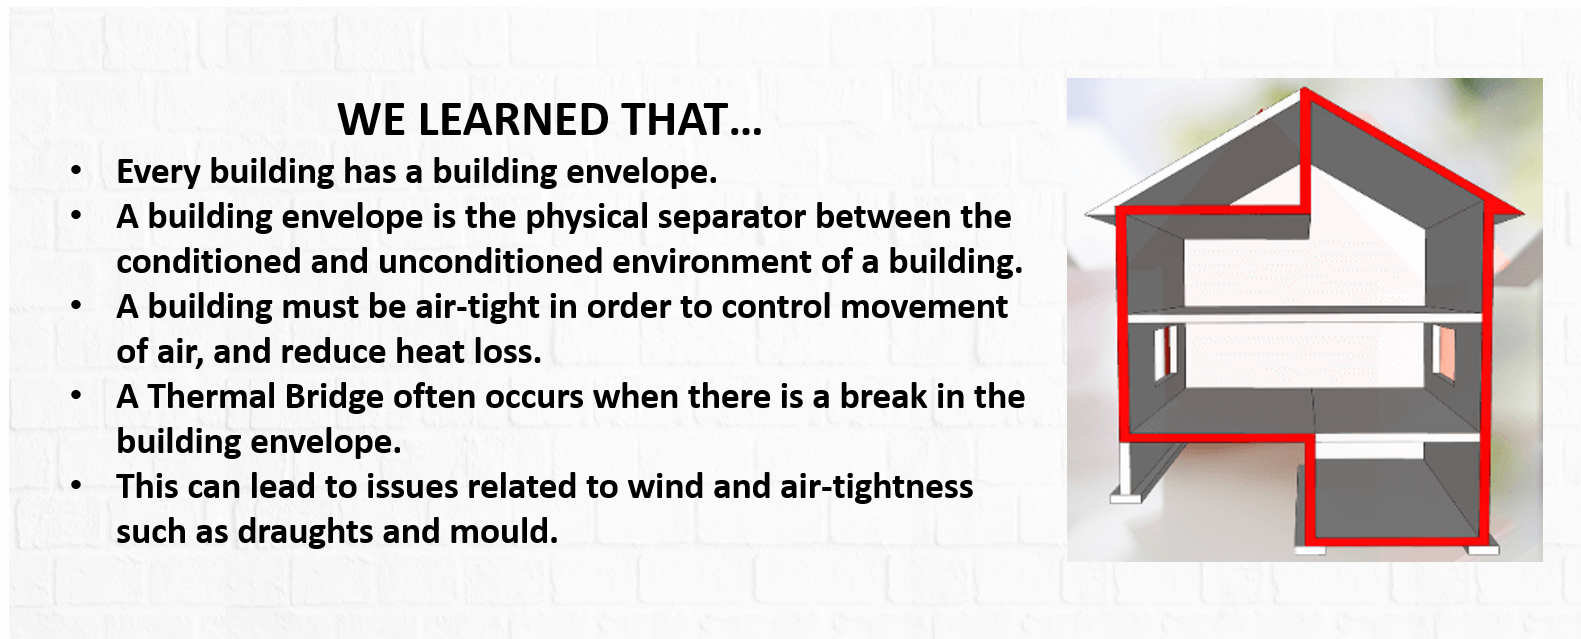 WE LEARNED THAT...
• Every building has a building envelope.
• A building envelope is the physical separator between the
conditioned and unconditioned environment of a building.
• A building must be air-tight in order to control movement
of air, and reduce heat loss.
• A Thermal Bridge often occurs when there is a break in the
building envelope.
• This can lead to issues related to wind and air-tightness
such as draughts and mould.